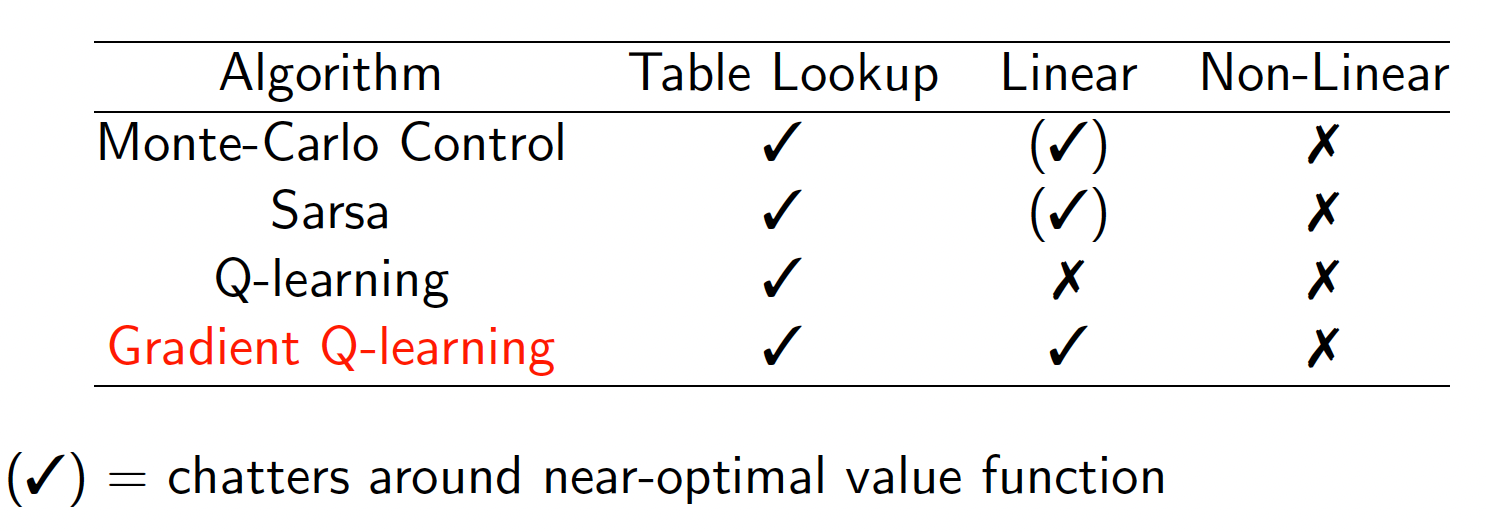 Algorithm Table Lookup Linear Non-Linear
Monte-Carlo Control ✓ (✓) ✗
Sarsa ✓ (✓) ✗
Q-learning ✓ ✗ ✗
Gradient Q-learning ✓ ✓ ✗
(✓) = chatters around near-optimal value function